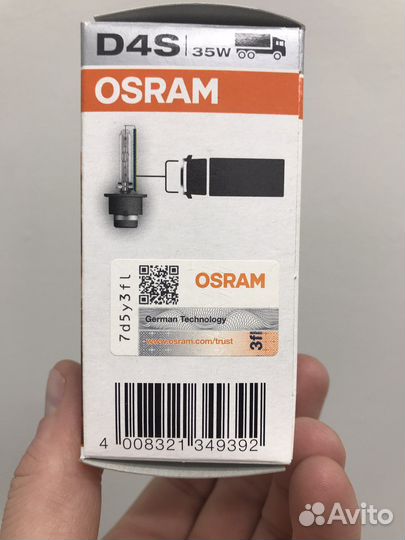 D4S 35W
OSRAM
7d5y3fl
OSRAM
German Technology
www.osram.com/trust
3fl
4 008321 349392
Avito